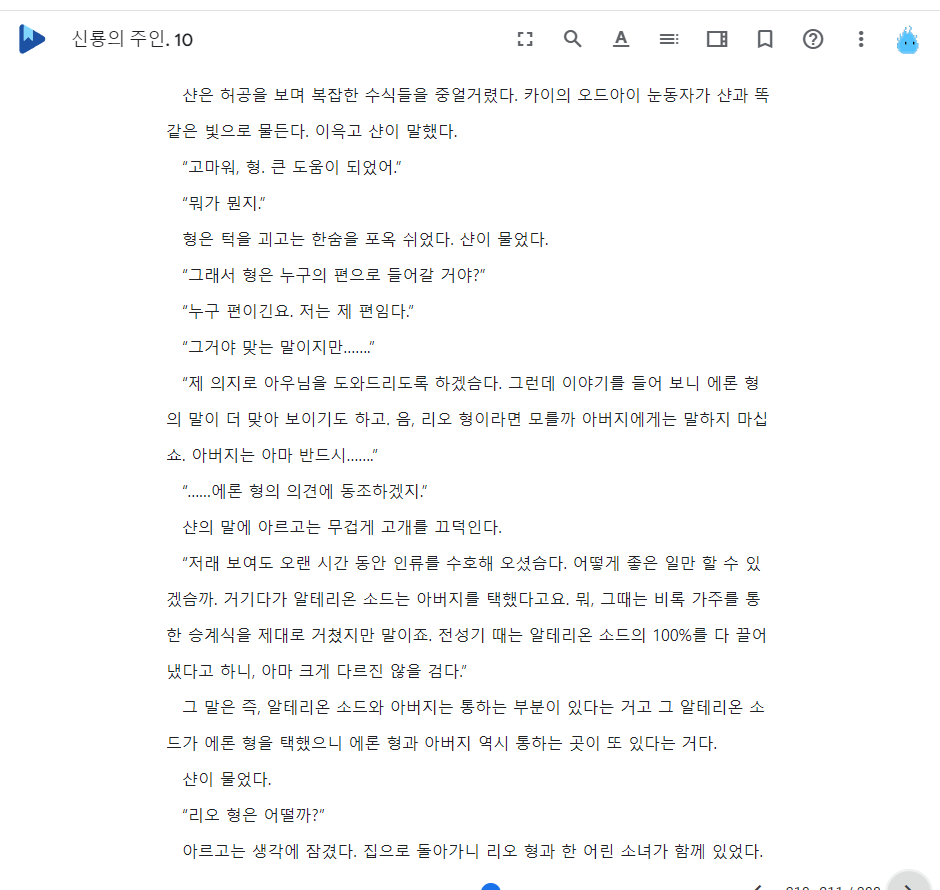 신룡의 주인. 10
샨은 허공을 보며 복잡한 수식들을 중얼거렸다. 카이의 오드아이 눈동자가 샨과 똑
같은 빛으로 물든다. 이윽고 샨이 말했다.
“고마워, 형. 큰 도움이 되었어.”
“뭐가 뭔지.”
형은 턱을 괴고는 한숨을 포옥 쉬었다. 샨이 물었다.
“그래서 형은 누구의 편으로 들어갈 거야?”
“누구 편이긴요. 저는 제 편임다.”
“그거야 맞는 말이지만…….”
“제 의지로 아우님을 도와드리도록 하겠슴다. 그런데 이야기를 들어 보니 에론 형
의 말이 더 맞아 보이기도 하고. 음, 리오 형이라면 모를까 아버지에게는 말하지 마십
쇼. 아버지는 아마 반드시…….”
“……에론 형의 의견에 동조하겠지.”
샨의 말에 아르고는 무겁게 고개를 끄덕인다.
“저래 보여도 오랜 시간 동안 인류를 수호해 오셨슴다. 어떻게 좋은 일만 할 수 있
겠슴까. 거기다가 알테리온 소드는 아버지를 택했다고요. 뭐, 그때는 비록 가주를 통
한 승계식을 제대로 거쳤지만 말이죠. 전성기 때는 알테리온 소드의 100%를 다 끌어
냈다고 하니, 아마 크게 다르진 않을 검다.”
그 말은 즉, 알테리온 소드와 아버지는 통하는 부분이 있다는 거고 그 알테리온 소
드가 에론 형을 택했으니 에론 형과 아버지 역시 통하는 곳이 또 있다는 거다.
샨이 물었다.
“리오 형은 어떨까?”
아르고는 생각에 잠겼다. 집으로 돌아가니 리오 형과 한 어린 소녀가 함께 있었다.